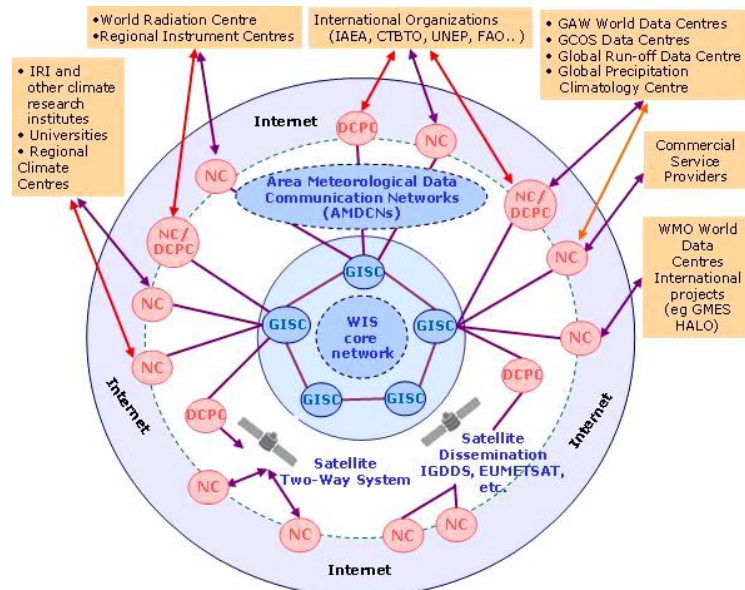 • World Radiation Centre
• Regional Instrument Centres
International Organizations
(IAEA, CTBTO, UNEP, FAO.. )
• GAW World Data Centres
• GCOS Data Centres
• Global Run-off Data Centre
• Global Precipitation
Climatology Centre
• IRI and
other climate
research
institutes
• Universities
• Regional
Climate
Centres
Commercial
Service
Providers
WMO World
Data
Centres
International
projects
(eg GMES
HALO)
Internet
DCPC
NC
NC
Area Meteorological Data
Communication Networks
(AMDCNs)
NC/
DCPC
NC/
DCPC
NC
GISC
NC
GISC
WIS
core
network
GISC
NC
NC
GISC
GISC
DCPC
DCPC
Internet
Internet
Satellite
Two-Way System
Satellite
Dissemination
IGDDS, EUMETSAT,
etc.
NC
NC
NC
NC
Internet